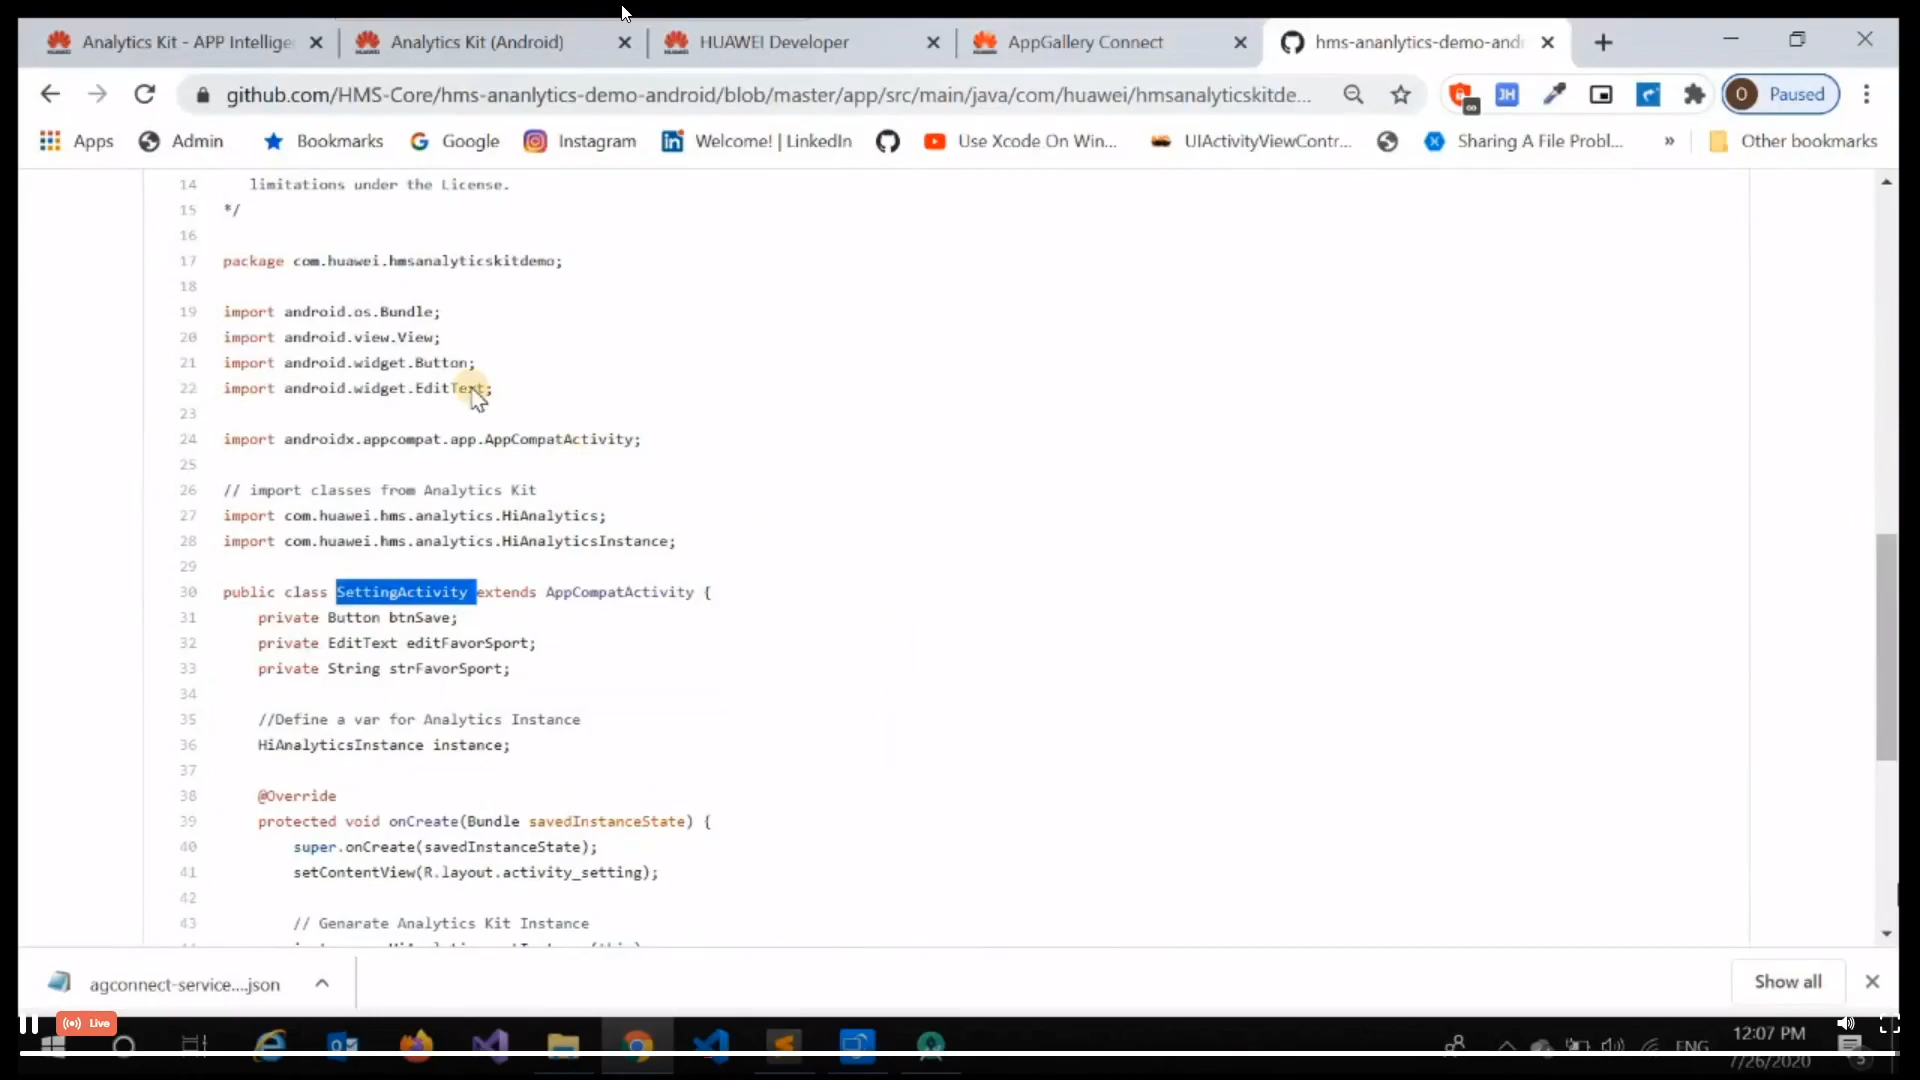 Analytics Kit - APP Intellige
Analytics Kit (Android)
HUAWEI Developer
AppGallery Connect
hms-ananlytics-demo-andr
github.com/HMS-Core/hms-ananlytics-demo-android/blob/master/app/src/main/java/com/huawei/hmsanalyticskitde...
JH
O Paused
Apps Admin Bookmarks Google Instagram Welcome! | LinkedIn Use Xcode On Win... UIActivityViewContr... Sharing A File Probl... » Other bookmarks
14 limitations under the License.
15 */
16
17 package com.huawei.hmsanalyticskitdemo;
18
19 import android.os.Bundle;
20 import android.view.View;
21 import android.widget.Button;
22 import android.widget.EditText;
23
24 import androidx.appcompat.app.AppCompatActivity;
25
26 // import classes from Analytics Kit
27 import com.huawei.hms.analytics.HiAnalytics;
28 import com.huawei.hms.analytics.HiAnalyticsInstance;
29
30 public class SettingActivity extends AppCompatActivity {
31 private Button btnSave;
32 private EditText editFavorSport;
33 private String strFavorSport;
34
35 //Define a var for Analytics Instance
36 HiAnalyticsInstance instance;
37
38 @Override
39 protected void onCreate(Bundle savedInstanceState) {
40 super.onCreate(savedInstanceState);
41 setContentView(R.layout.activity_setting);
42
43 // Genarate Analytics Kit Instance
agconnect-service....json
Show all
Live
ENG
12:07 PM
7/26/2020